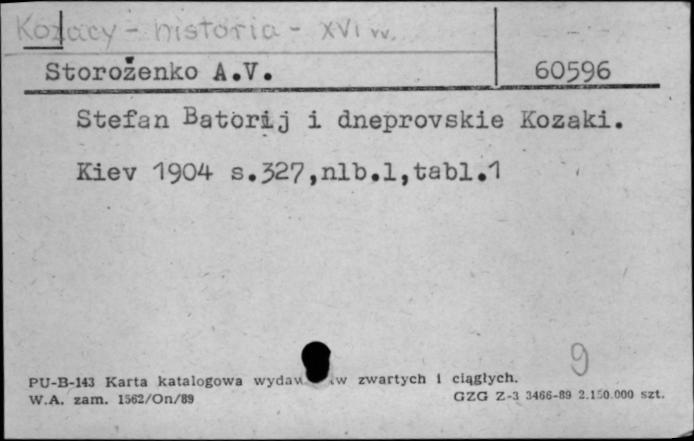 Kozacy - historia - XVI w.
Storoženko A.V. 60596
Stefan Batorij i dneprovskie Kozaki.
Kiev 1904 s.327,nlb.1,tabl.1
9
PU-B-143 Karta katalogowa zwartych i ciągłych.
W.A. zam. 1562/On/89 GZG Z-3 3466-89 2.150.000 szt.